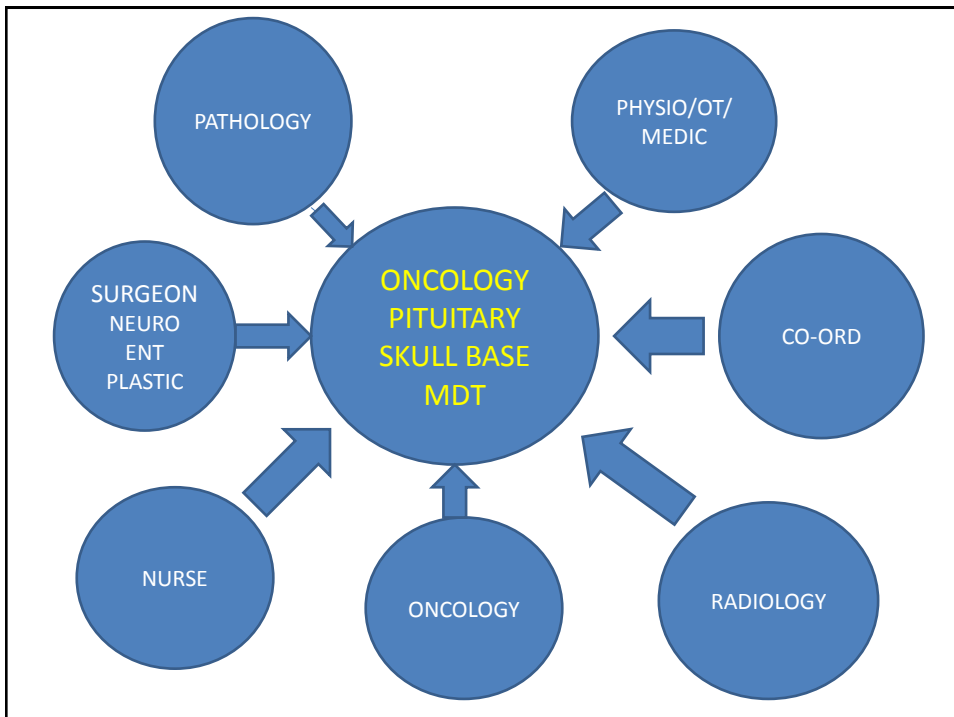 PATHOLOGY
PHYSIO/OT/
MEDIC
ONCOLOGY
PITUITARY
SKULL BASE
MDT
SURGEON
NEURO
ENT
PLASTIC
CO-ORD
NURSE
ONCOLOGY
RADIOLOGY